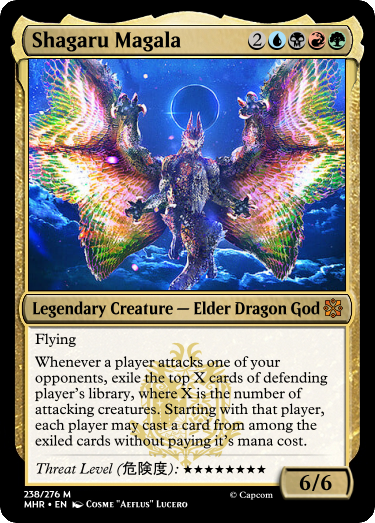 Shagaru Magala 2
Legendary Creature — Elder Dragon God
Flying
Whenever a player attacks one of your
opponents, exile the top X cards of defending
player's library, where X is the number of
attacking creatures. Starting with that player,
each player may cast a card from among the
exiled cards without paying it's mana cost.
Threat Level (危険度): ★★★★★★★★
6/6
238/276 M
MHR • EN Cosme "Aeflus" Lucero
© Capcom